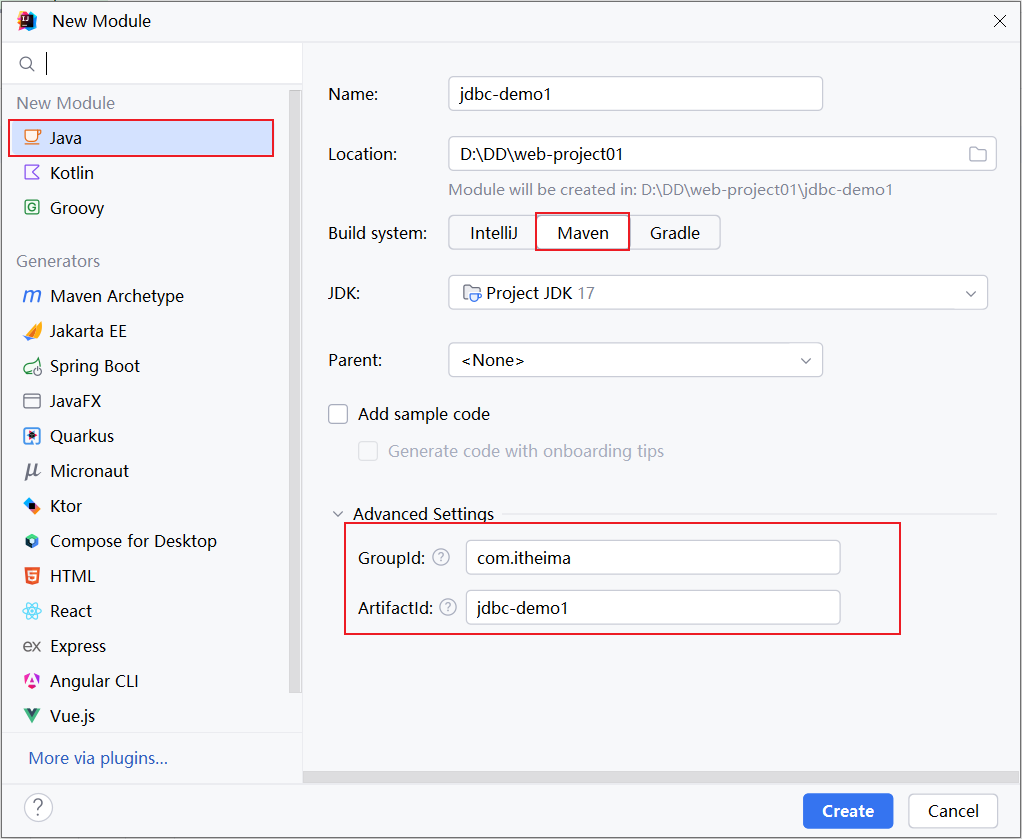 New Module
New Module
Java
Kotlin
Groovy
Generators
Maven Archetype
Jakarta EE
Spring Boot
JavaFX
Quarkus
Micronaut
Ktor
Compose for Desktop
HTML
React
ex Express
Angular CLI
Vue.js
More via plugins...
?
Name: jdbc-demo1
Location: D:\DD\web-project01
Module will be created in: D:\DD\web-project01\jdbc-demo1
Build system: IntelliJ Maven Gradle
JDK: Project JDK 17
Parent: <None>
Add sample code
Generate code with onboarding tips
Advanced Settings
GroupId: ? com.itheima
ArtifactId: ? jdbc-demo1
Create Cancel